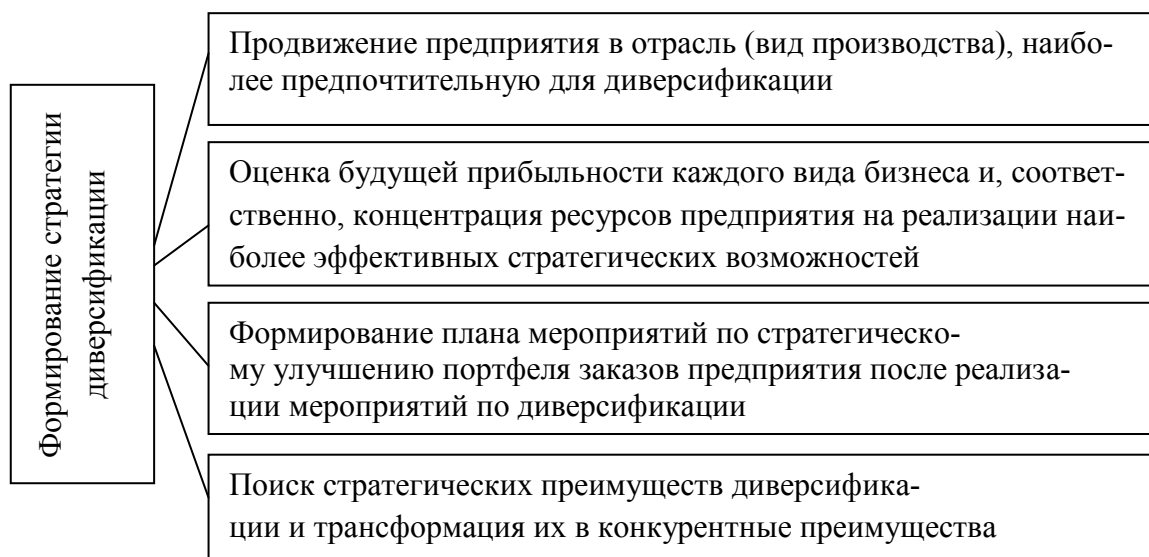 Формирование стратегии
диверсификации
Продвижение предприятия в отрасль (вид производства), наибо-
лее предпочтительную для диверсификации
Оценка будущей прибыльности каждого вида бизнеса и, соответ-
ственно, концентрация ресурсов предприятия на реализации наи-
более эффективных стратегических возможностей
Формирование плана мероприятий по стратегическо-
му улучшению портфеля заказов предприятия после реализа-
ции мероприятий по диверсификации
Поиск стратегических преимуществ диверсифика-
ции и трансформация их в конкурентные преимущества